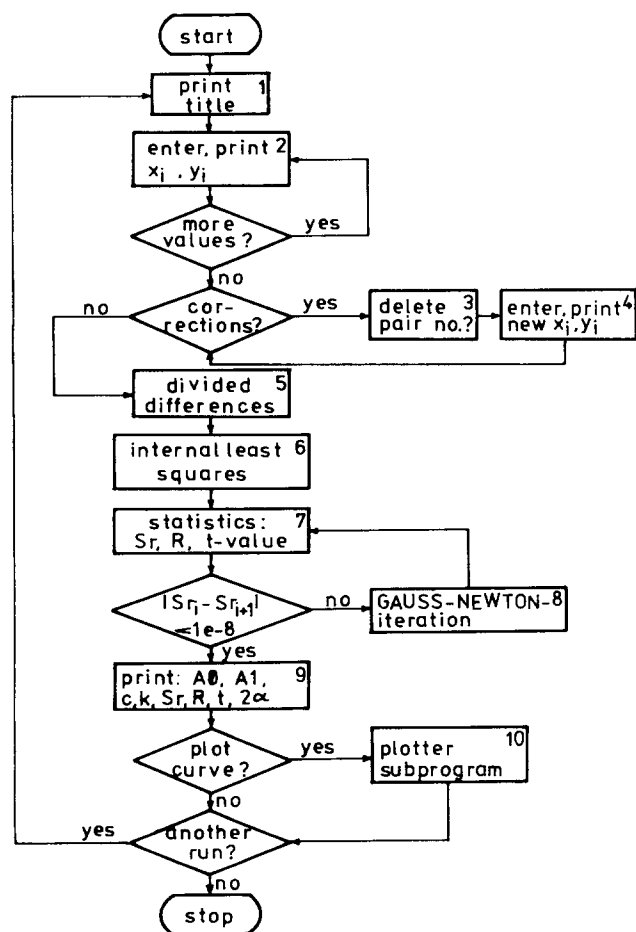 start
print 1
title
enter, print 2
xi , yi
more
values?
yes
no
no
cor-
rections?
yes
delete 3
pair no.?
enter, print 4
new xi, yi
divided 5
differences
internal least 6
squares
statistics: 7
Sr, R, t-value
|Sri – Sri+1|
≤1e-8
no
GAUSS-NEWTON- 8
iteration
yes
print: A0, A1, 9
c, k, Sr, R, t, 2α
plot
curve?
yes
plotter 10
subprogram
no
yes
another
run?
no
stop